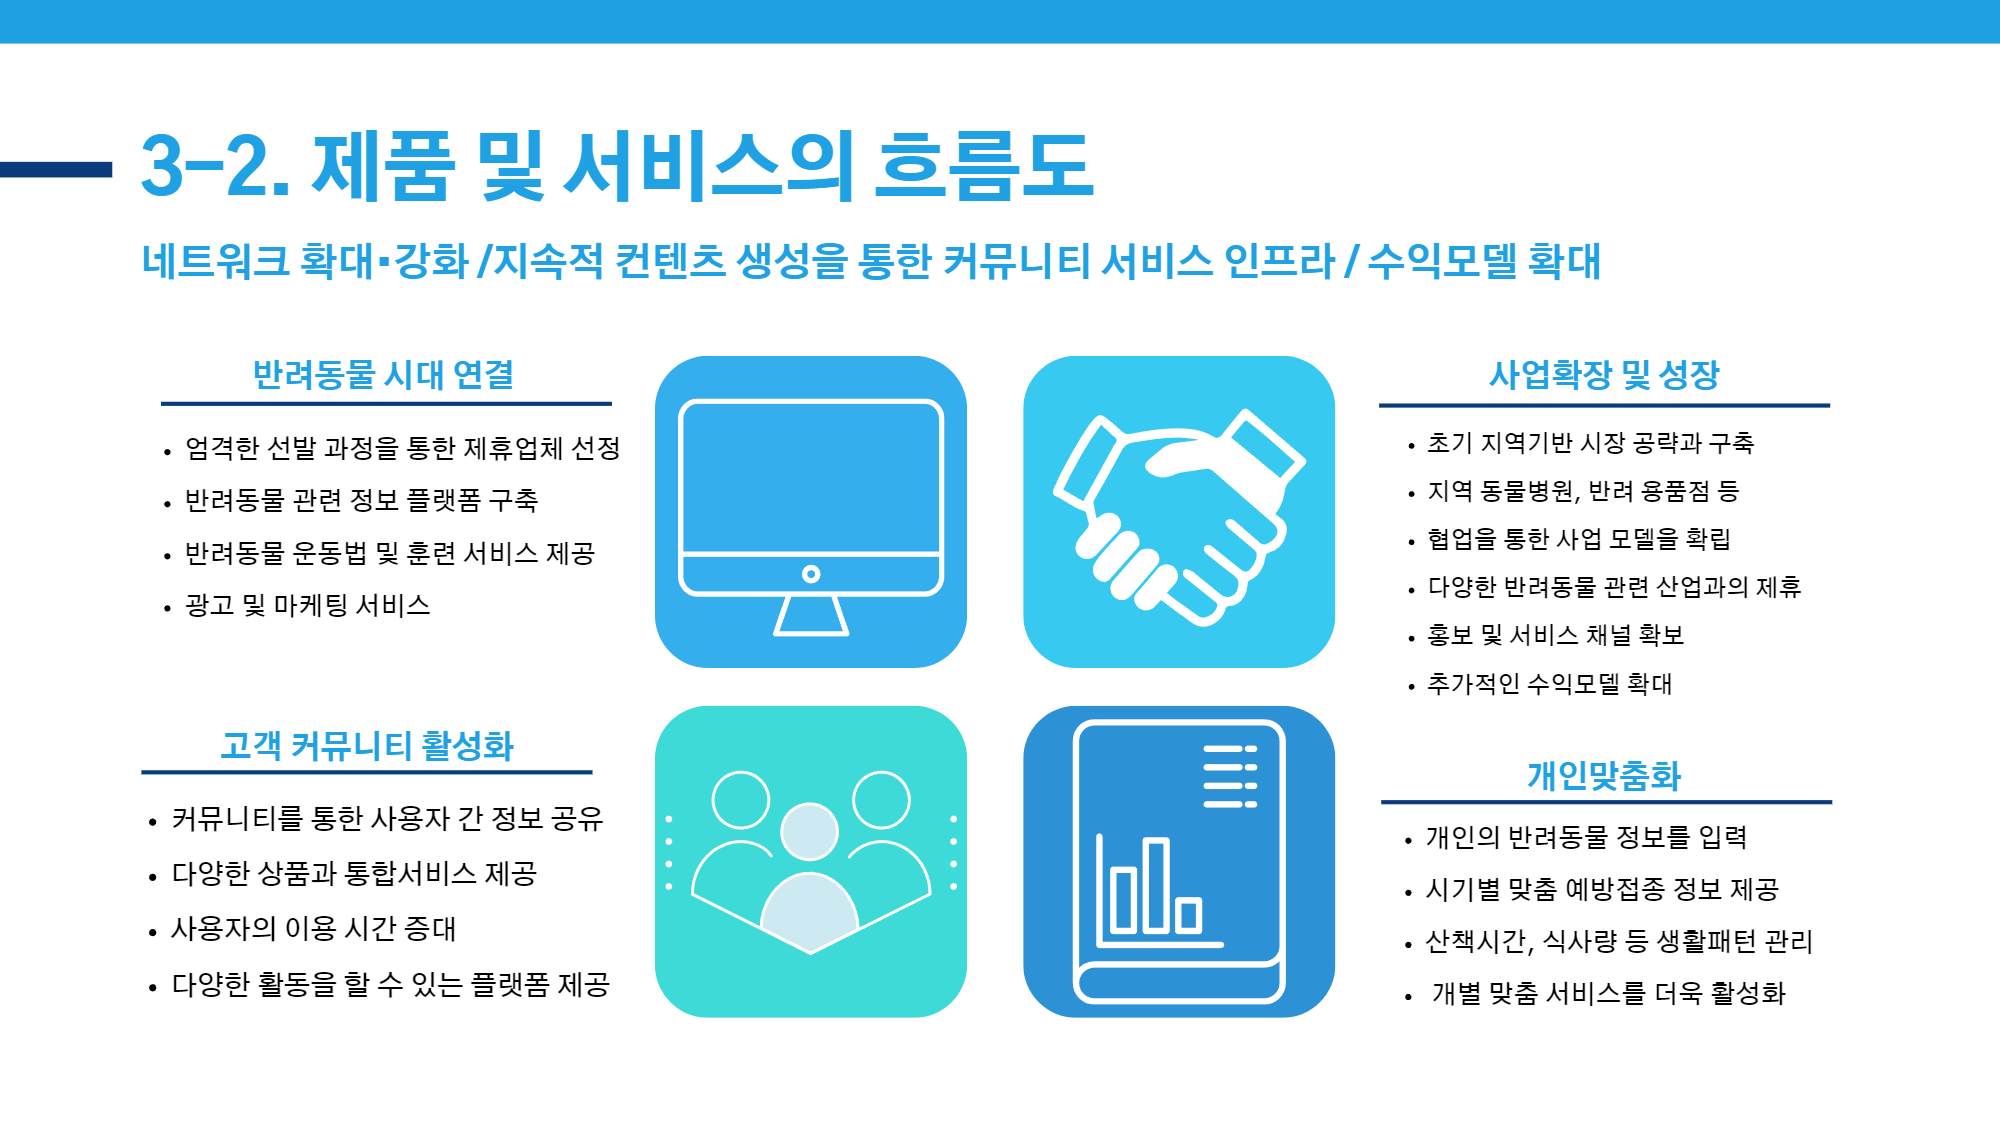 3-2. 제품 및 서비스의 흐름도
네트워크 확대·강화 /지속적 컨텐츠 생성을 통한 커뮤니티 서비스 인프라 / 수익모델 확대
반려동물 시대 연결
• 엄격한 선발 과정을 통한 제휴업체 선정
• 반려동물 관련 정보 플랫폼 구축
• 반려동물 운동법 및 훈련 서비스 제공
• 광고 및 마케팅 서비스
사업확장 및 성장
• 초기 지역기반 시장 공략과 구축
• 지역 동물병원, 반려 용품점 등
• 협업을 통한 사업 모델을 확립
• 다양한 반려동물 관련 산업과의 제휴
• 홍보 및 서비스 채널 확보
• 추가적인 수익모델 확대
고객 커뮤니티 활성화
• 커뮤니티를 통한 사용자 간 정보 공유
• 다양한 상품과 통합서비스 제공
• 사용자의 이용 시간 증대
• 다양한 활동을 할 수 있는 플랫폼 제공
개인맞춤화
• 개인의 반려동물 정보를 입력
• 시기별 맞춤 예방접종 정보 제공
• 산책시간, 식사량 등 생활패턴 관리
• 개별 맞춤 서비스를 더욱 활성화